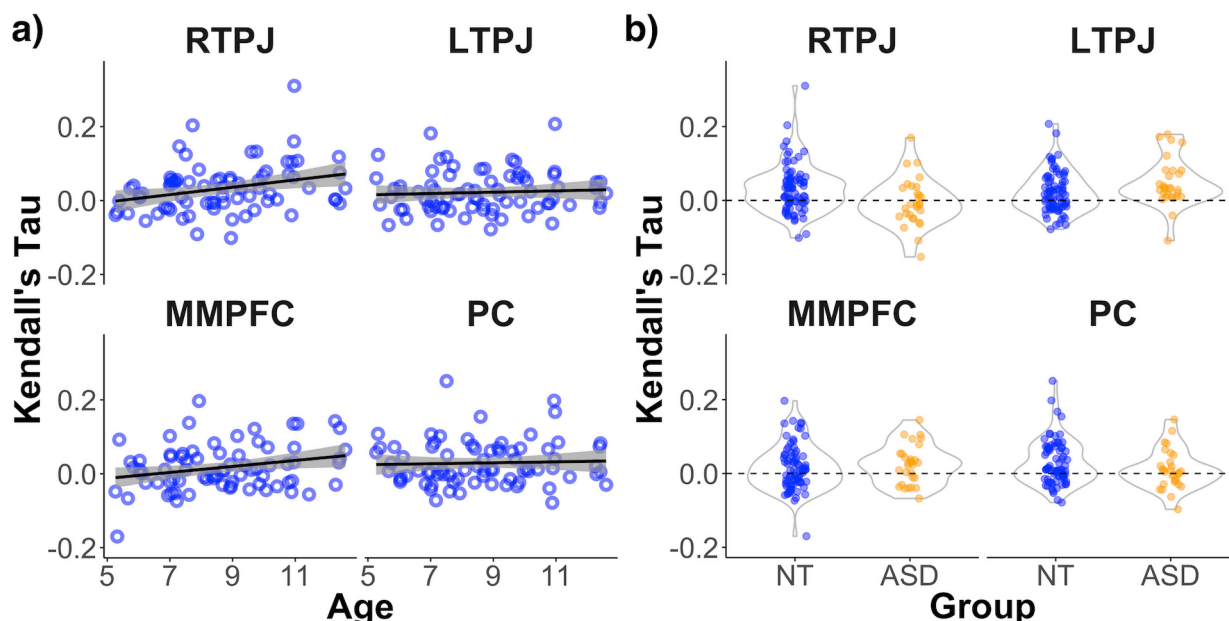 a)
RTPJ
LTPJ
0.2
0.0
-0.2
MMPFC
PC
0.2
0.0
-0.2
5
7
9
11
5
7
9
11
Age
Kendall's Tau
b)
RTPJ
LTPJ
0.2
0.0
-0.2
MMPFC
PC
0.2
0.0
-0.2
NT
ASD
NT
ASD
Group
Kendall's Tau